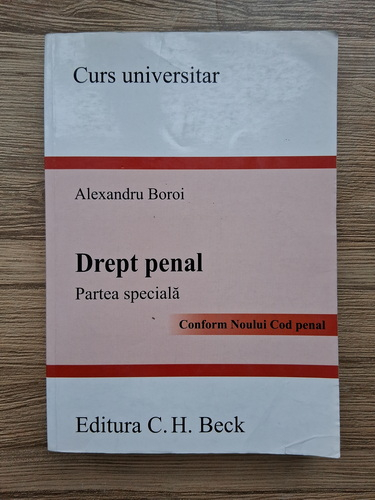 Curs universitar
Alexandru Boroi
Drept penal
Partea specială
Conform Noului Cod penal
Editura C. H. Beck